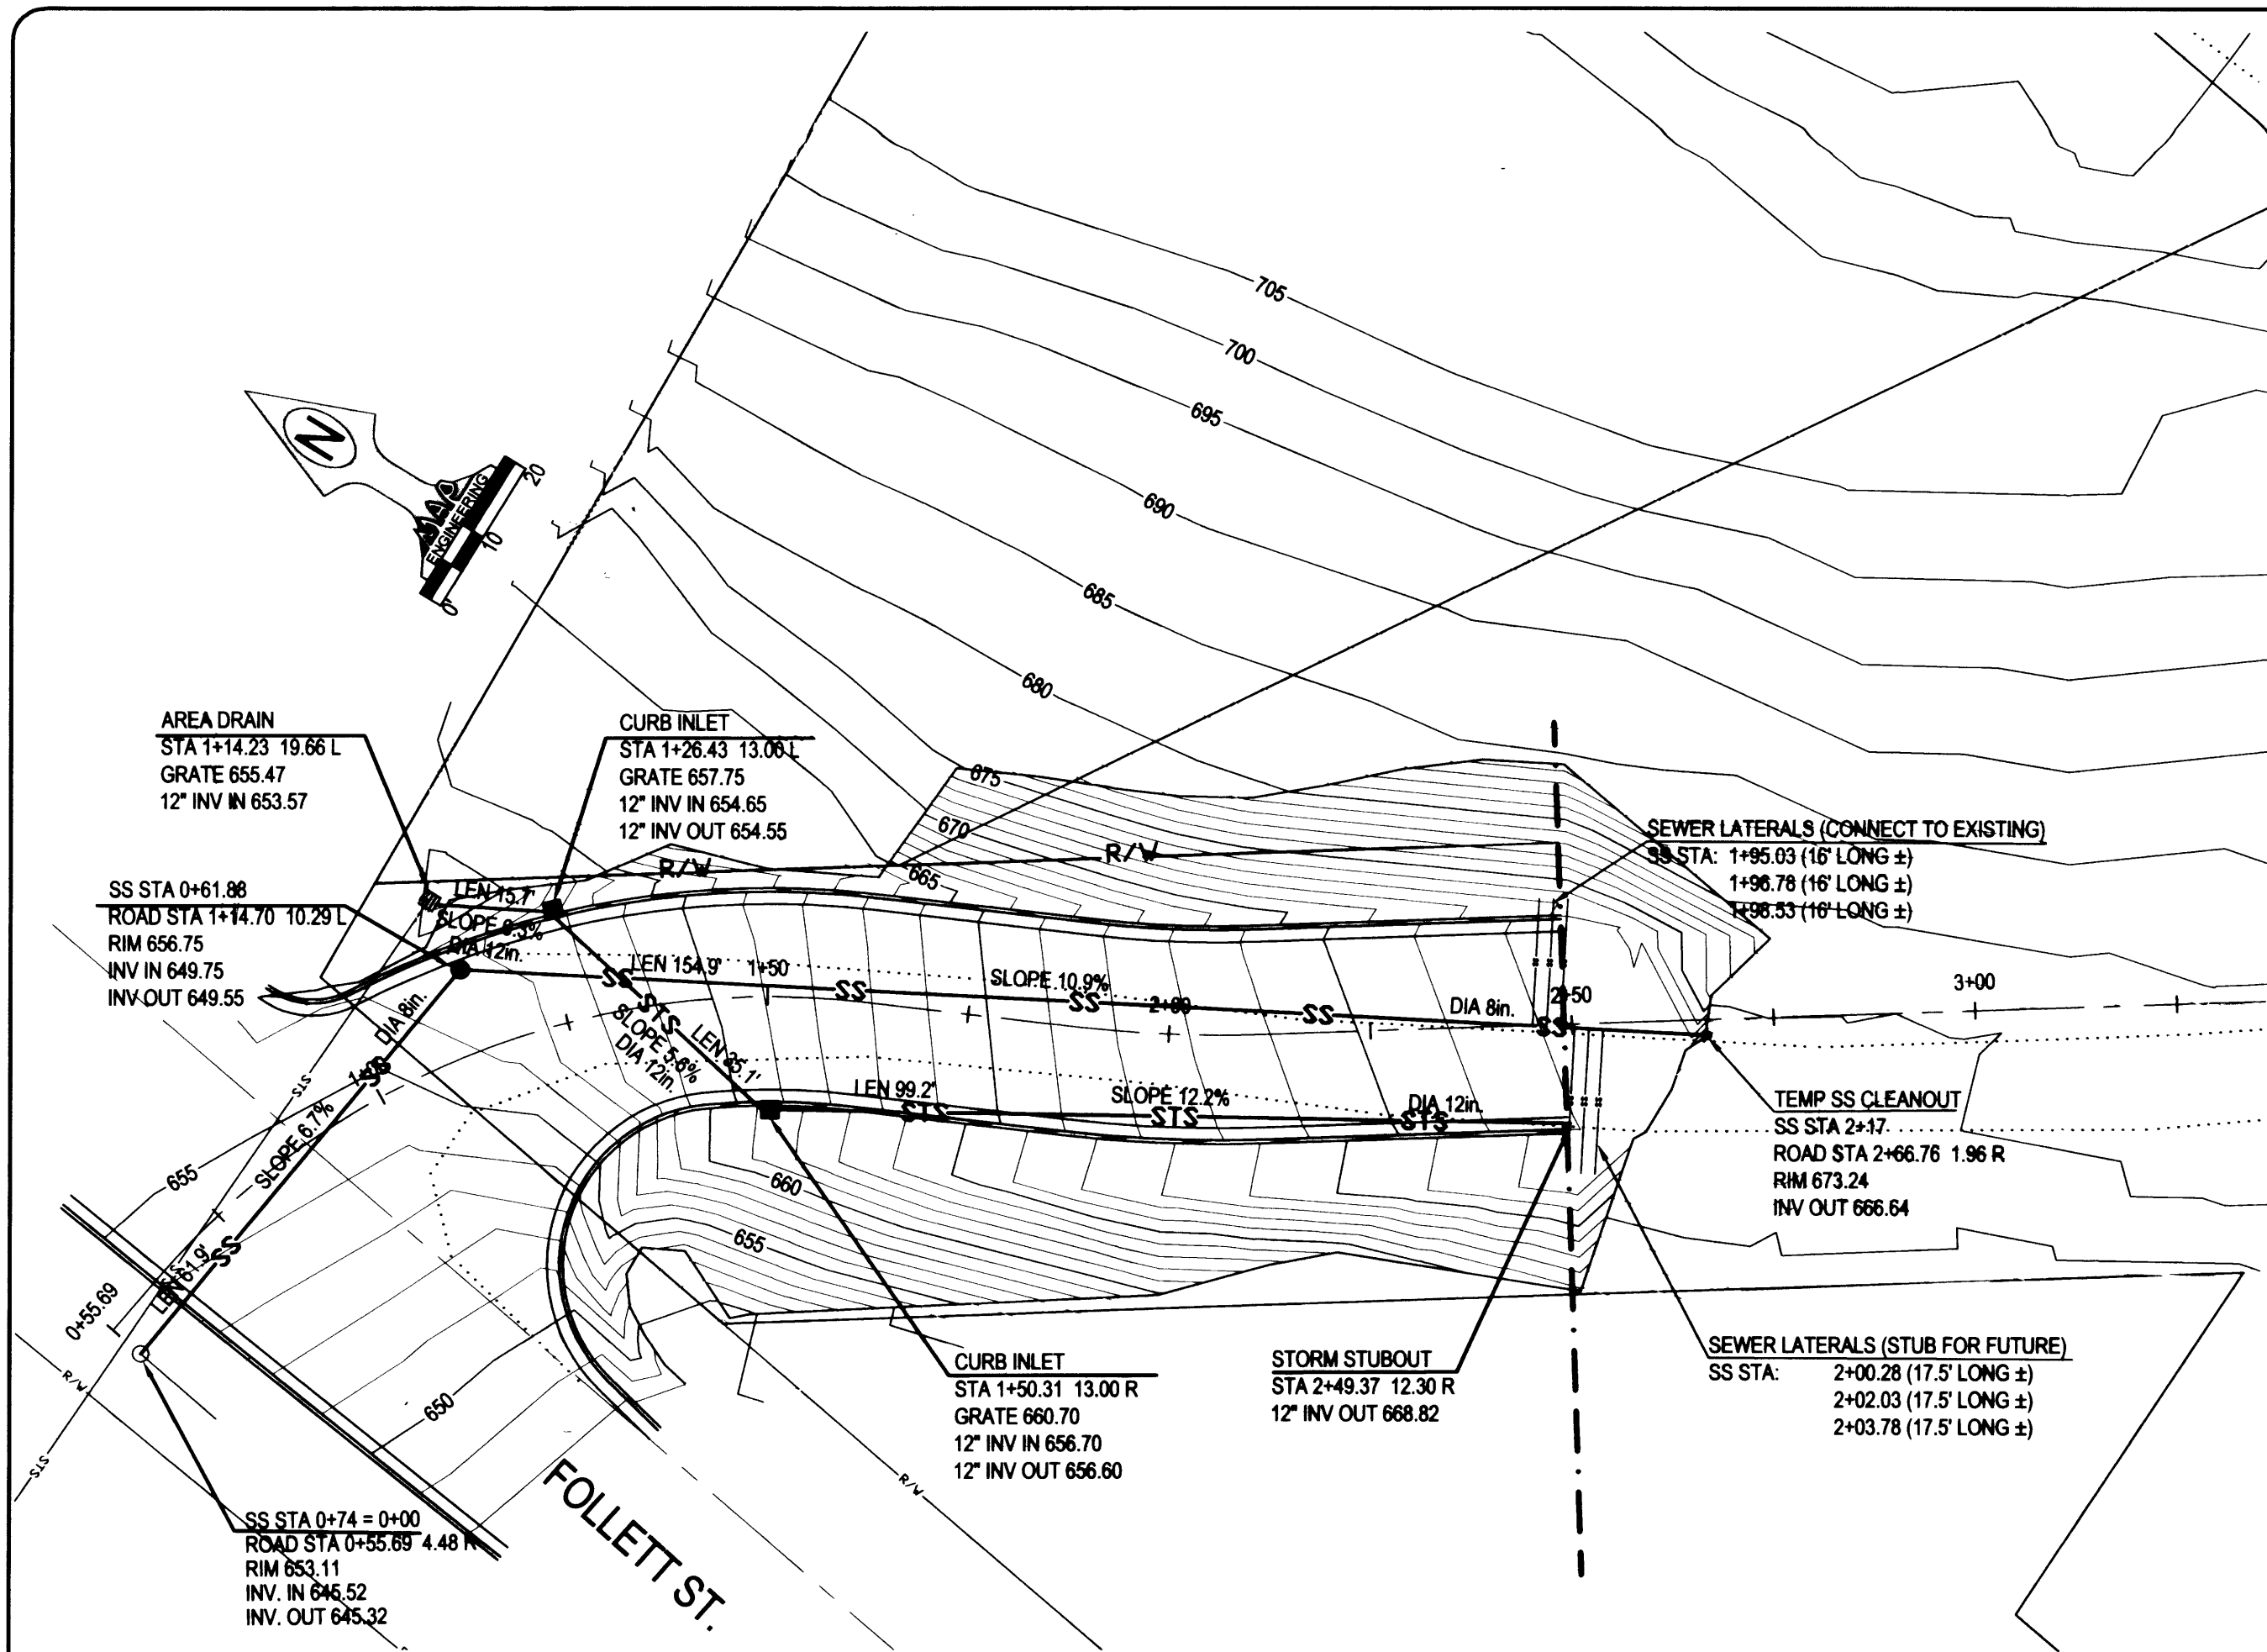 705
700
695
690
685
680
675
670
665
N
ENGINEERING
20
10
0'
AREA DRAIN
STA 1+14.23 19.66 L
GRATE 655.47
12" INV IN 653.57
CURB INLET
STA 1+26.43 13.00 L
GRATE 657.75
12" INV IN 654.65
12" INV OUT 654.55
SEWER LATERALS (CONNECT TO EXISTING)
SS STA: 1+95.03 (16' LONG ±)
1+96.78 (16' LONG ±)
1+98.53 (16' LONG ±)
SS STA 0+61.88
ROAD STA 1+14.70 10.29 L
RIM 656.75
INV IN 649.75
INV OUT 649.55
R/W
R/W
LEN 15.7'
DIA 12in.
LEN 154.9'
1+50
SLOPE 10.9%
DIA 8in.
2+50
3+00
SS
SS
SS
SS
SS
STS
SLOPE 5.6%
DIA 12in.
DIA 8in.
SS
SLOPE 6.7%
SS
STS
LEN 99.2'
SLOPE 12.2%
DIA 12in.
STS
STS
STS
655
660
655
650
0+55.69
R/W
STS
R/W
TEMP SS CLEANOUT
SS STA 2+17
ROAD STA 2+66.76 1.96 R
RIM 673.24
INV OUT 666.64
CURB INLET
STA 1+50.31 13.00 R
GRATE 660.70
12" INV IN 656.70
12" INV OUT 656.60
STORM STUBOUT
STA 2+49.37 12.30 R
12" INV OUT 668.82
SEWER LATERALS (STUB FOR FUTURE)
SS STA: 2+00.28 (17.5' LONG ±)
2+02.03 (17.5' LONG ±)
2+03.78 (17.5' LONG ±)
SS STA 0+74 = 0+00
ROAD STA 0+55.69 4.48 R
RIM 653.11
INV. IN 645.52
INV. OUT 645.32
FOLLETT ST.